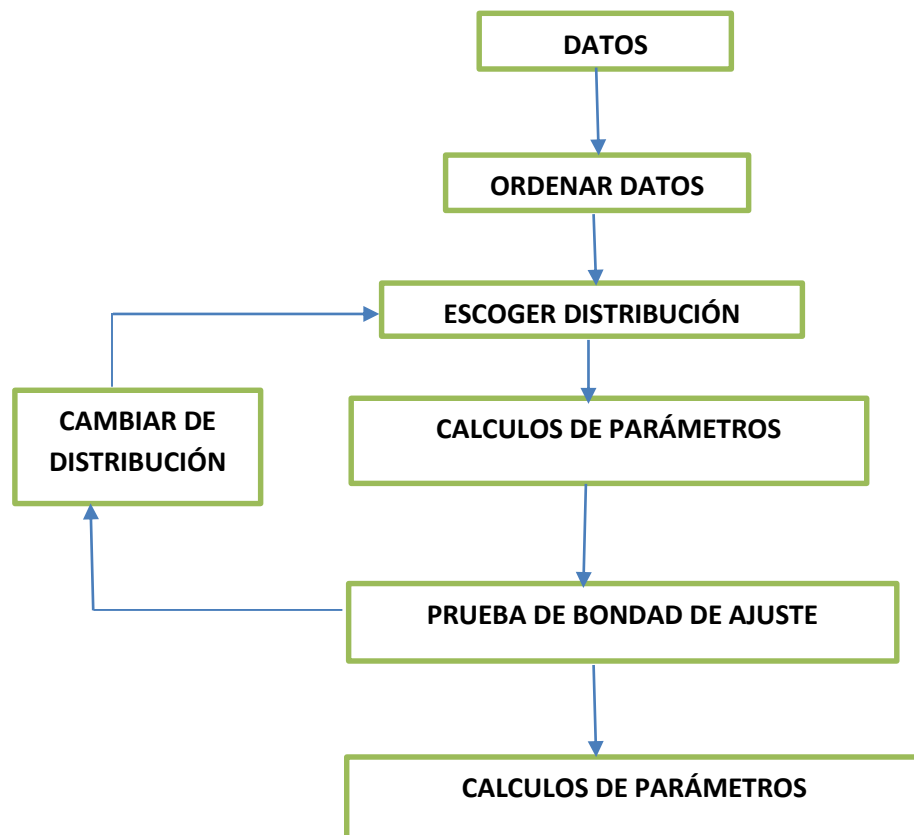 DATOS
ORDENAR DATOS
ESCOGER DISTRIBUCIÓN
CAMBIAR DE
DISTRIBUCIÓN
CALCULOS DE PARÁMETROS
PRUEBA DE BONDAD DE AJUSTE
CALCULOS DE PARÁMETROS